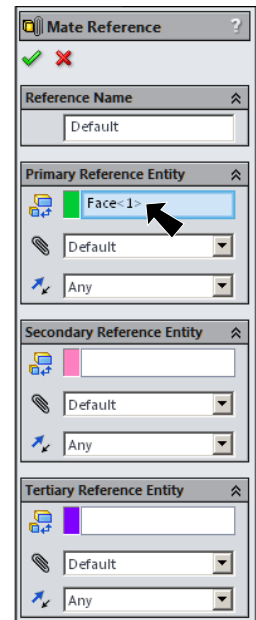 Mate Reference ?
Reference Name
Default
Primary Reference Entity
Face<1>
Default
Any
Secondary Reference Entity
Default
Any
Tertiary Reference Entity
Default
Any